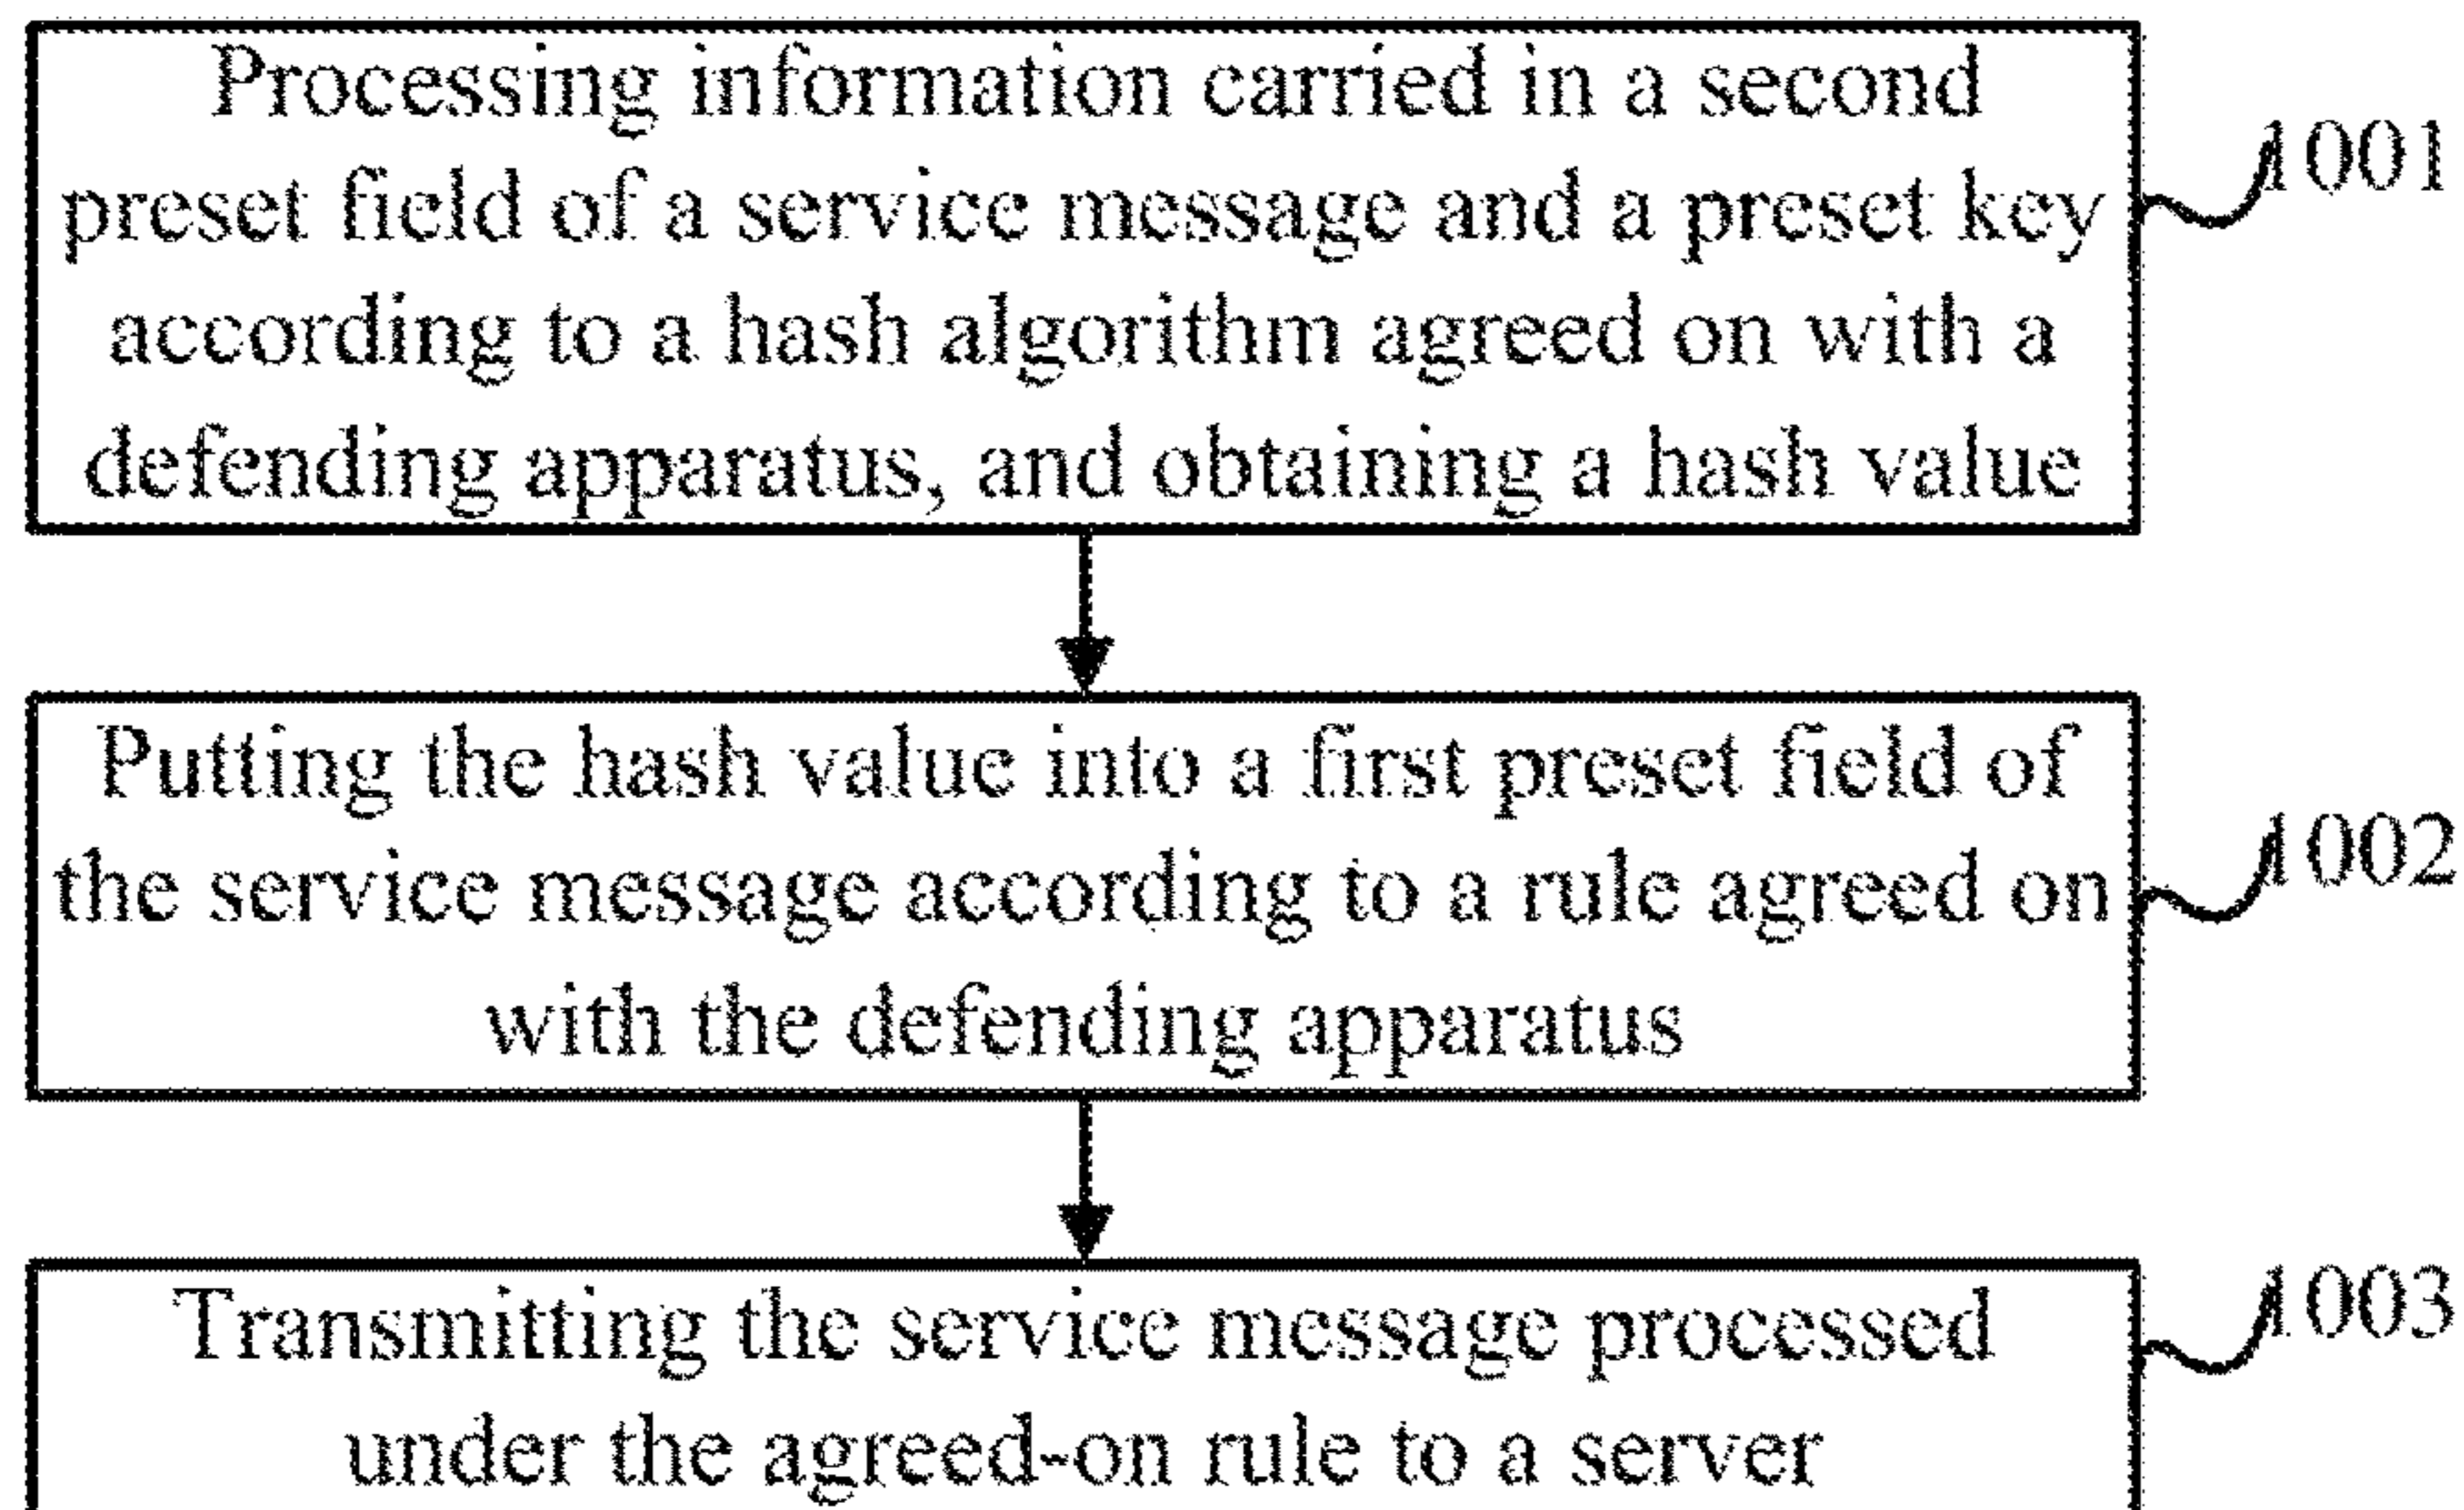 Processing information carried in a second
preset field of a service message and a preset key
according to a hash algorithm agreed on with a
defending apparatus, and obtaining a hash value
1001
Putting the hash value into a first preset field of
the service message according to a rule agreed on
with the defending apparatus
1002
Transmitting the service message processed
under the agreed-on rule to a server
1003